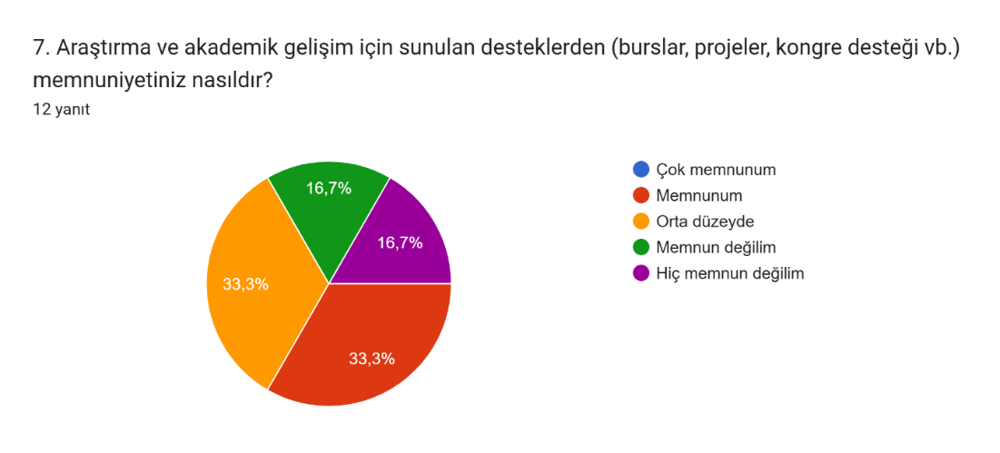 7. Araştırma ve akademik gelişim için sunulan desteklerden (burslar, projeler, kongre desteği vb.)
memnuniyetiniz nasıldır?
12 yanıt
16,7%
16,7%
33,3%
33,3%
Çok memnunum
Memnunum
Orta düzeyde
Memnun değilim
Hiç memnun değilim